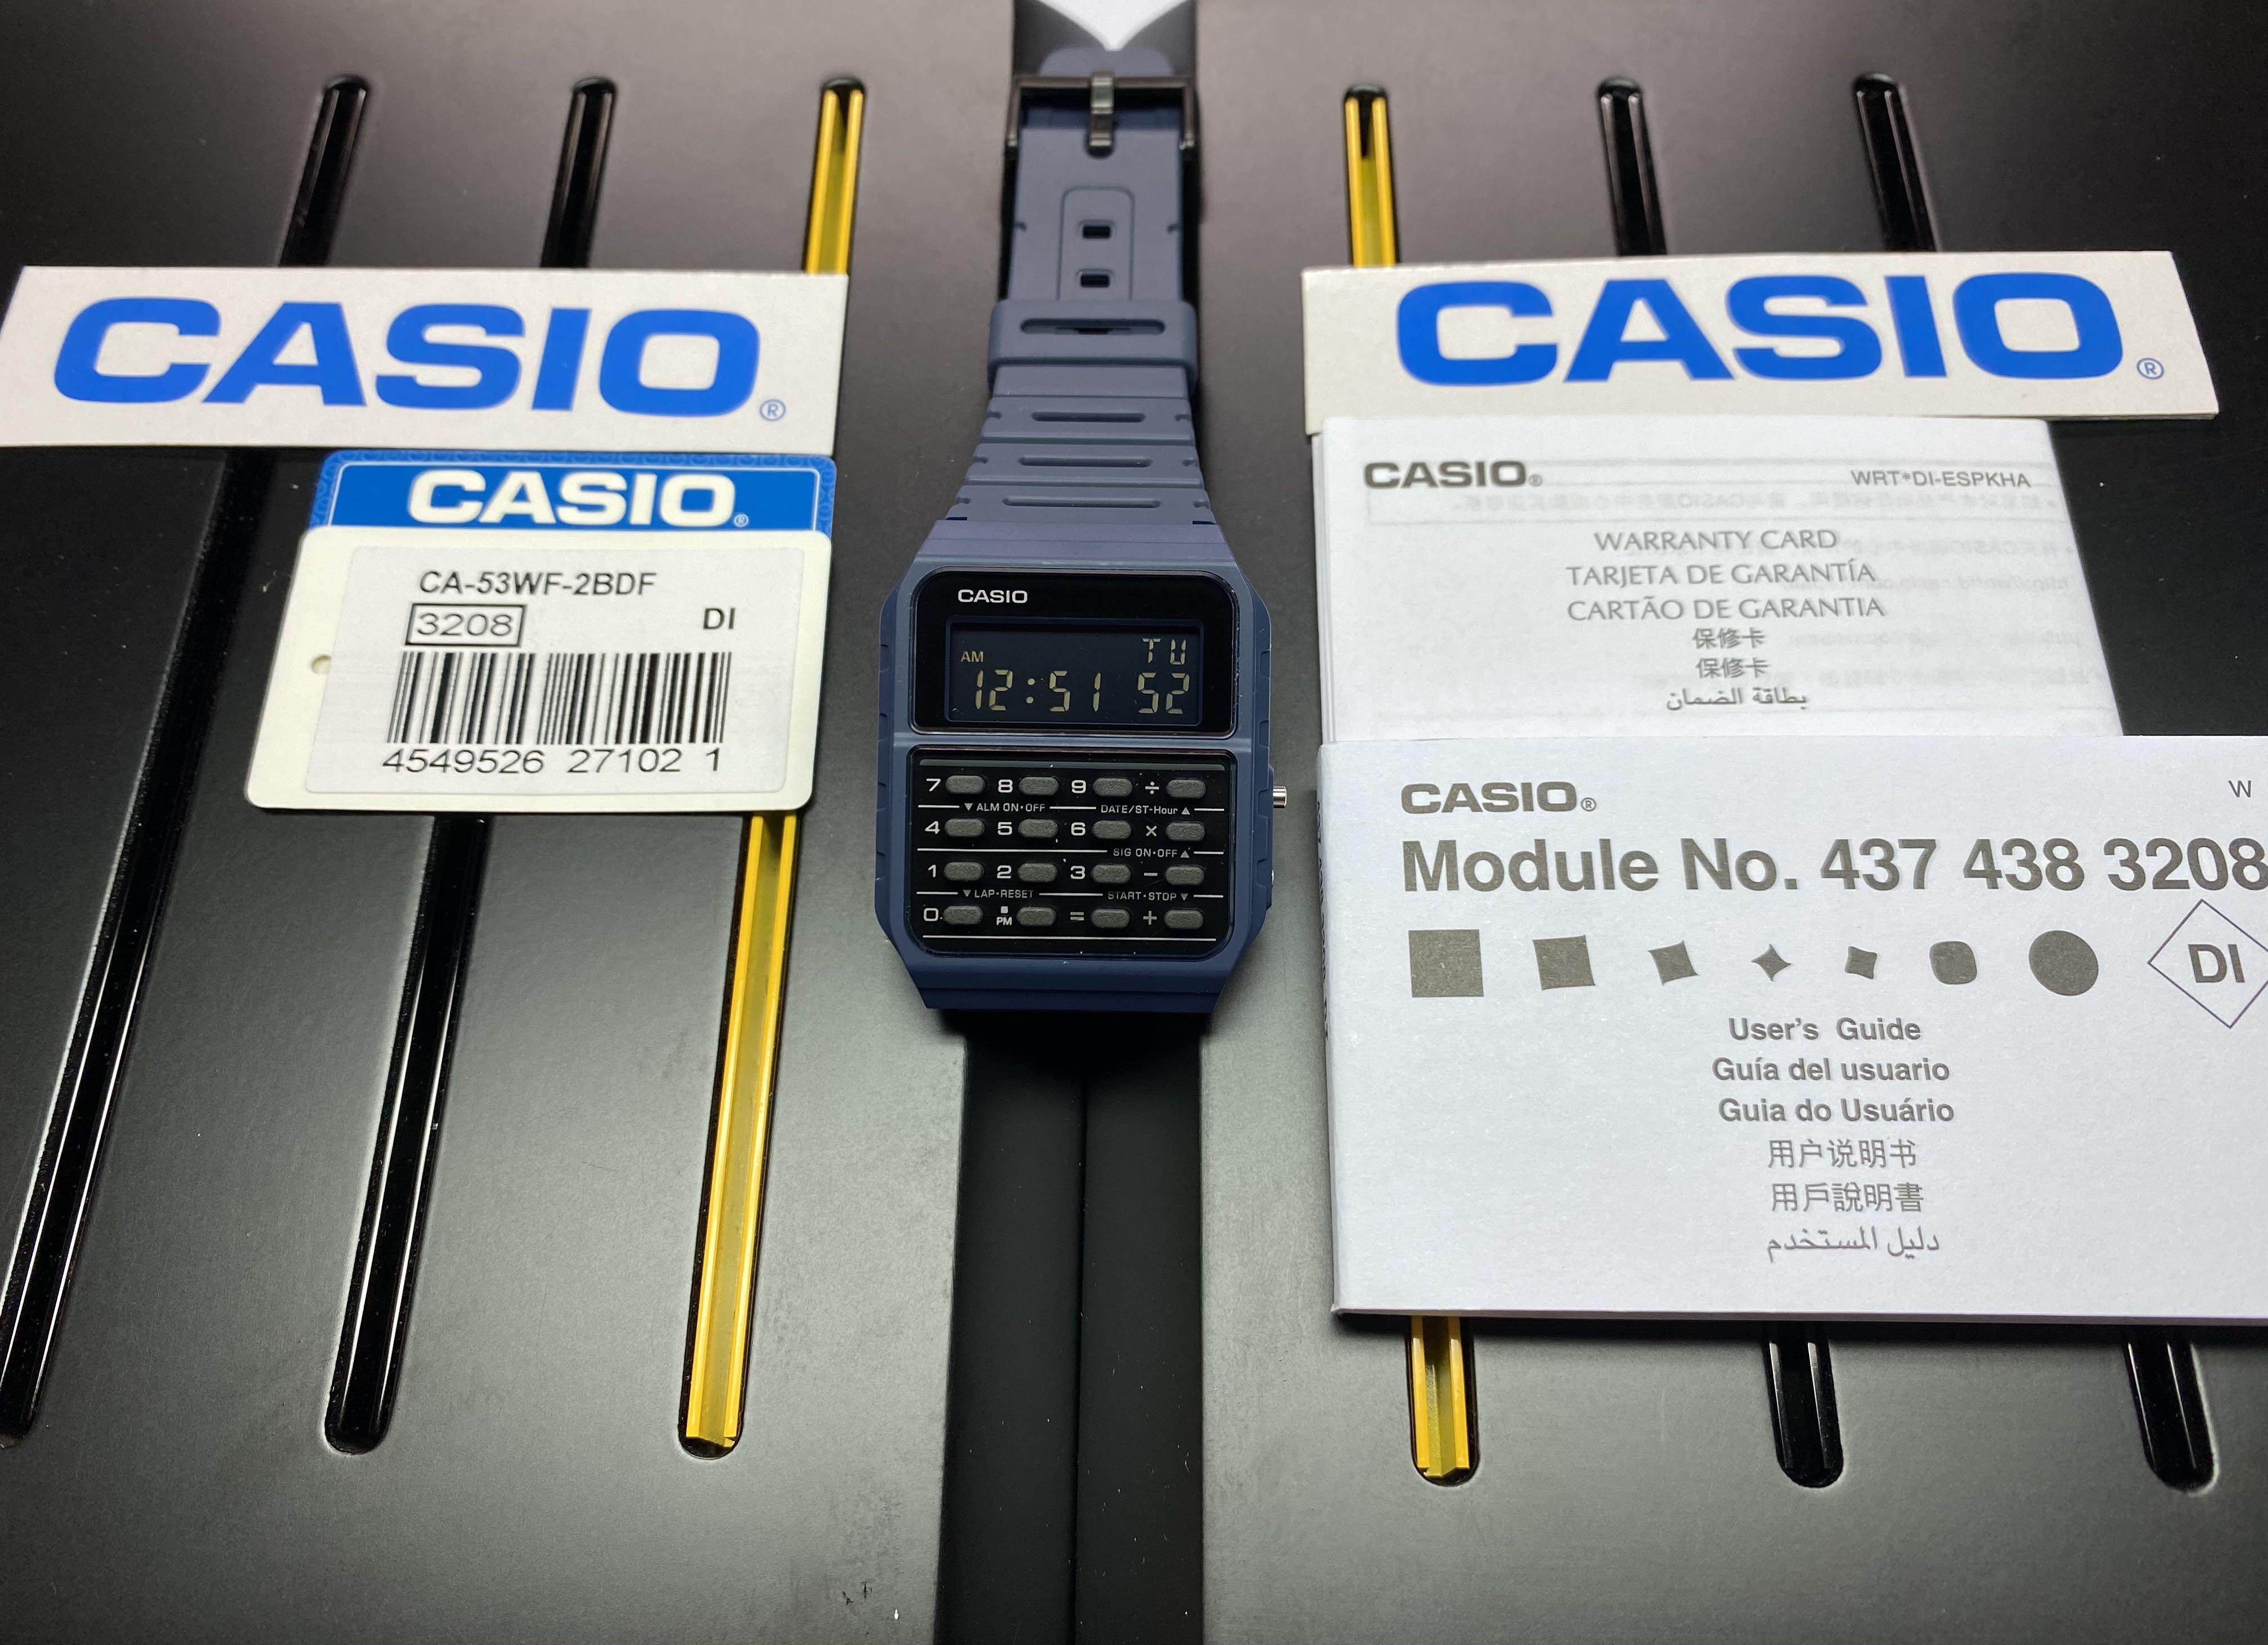 CASIO®
CASIO®
CA-53WF-2BDF
3208
DI
4549526 27102 1
CASIO
AM
TU
12:51 52
7 8 9 ÷
▼ ALM ON•OFF
DATE/ST-Hour ▲
4 5 6 ×
SIG ON•OFF ▲
1 2 3 −
▼ LAP•RESET
START•STOP ▼
0 ■ PM = +
CASIO®
CASIO®
WRT*DI-ESPKHA
WARRANTY CARD
TARJETA DE GARANTÍA
CARTÃO DE GARANTIA
保修卡
保修卡
بطاقة الضمان
CASIO®
W
Module No. 437 438 3208
DI
User's Guide
Guía del usuario
Guia do Usuário
用户说明书
用戶說明書
دليل المستخدم